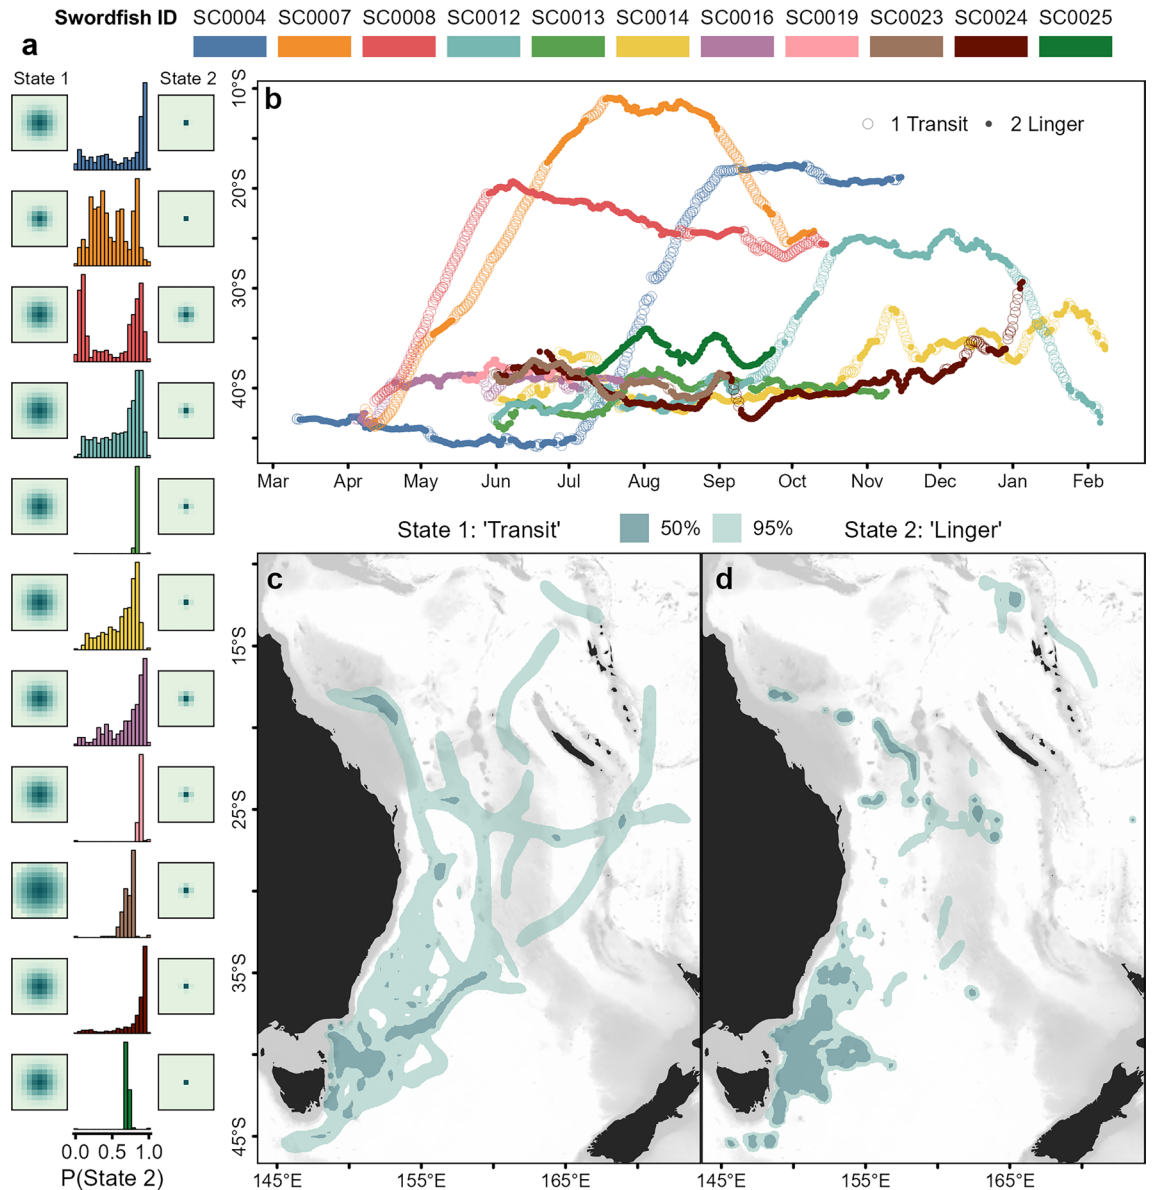 Swordfish ID
SC0004 SC0007 SC0008 SC0012 SC0013 SC0014 SC0016 SC0019 SC0023 SC0024 SC0025
a
State 1 State 2
b
1 Transit 2 Linger
10°S
20°S
30°S
40°S
Mar Apr May Jun Jul Aug Sep Oct Nov Dec Jan Feb
State 1: 'Transit' 50% 95% State 2: 'Linger'
c d
15°S
25°S
35°S
45°S
0.0 0.5 1.0
P(State 2)
145°E 155°E 165°E 145°E 155°E 165°E